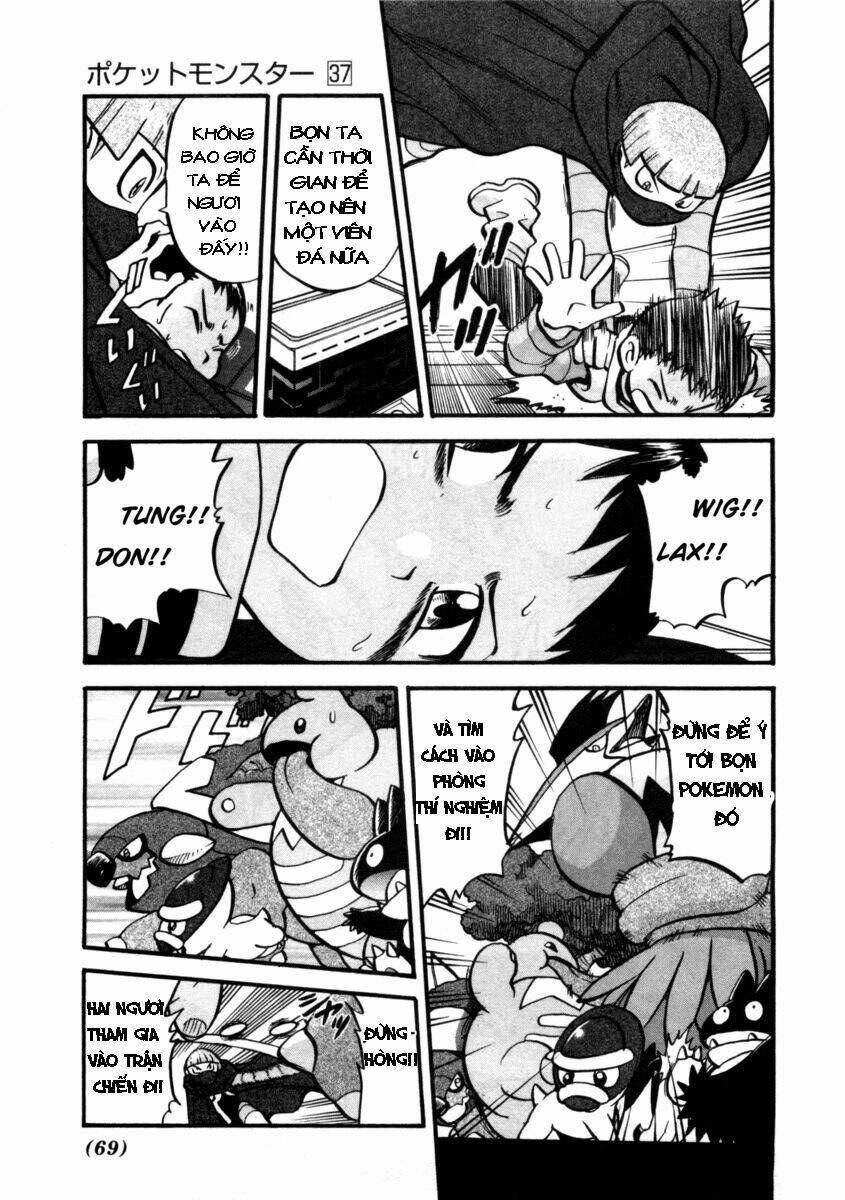 ポケットモンスター 37
BỌN TA
CẦN THỜI
GIAN ĐỂ
TẠO NÊN
MỘT VIÊN
ĐÁ NỮA
KHÔNG
BAO GIỜ
TA ĐỂ
NGƯƠI
VÀO
ĐẤY!!
WIG!!
LAX!!
TUNG!!
DON!!
ĐỪNG ĐỂ Ý
TỚI BỌN
POKEMON
ĐÓ
VÀ TÌM
CÁCH VÀO
PHÒNG
THÍ NGHIỆM
ĐI!!
ĐỪNG
HÒNG!!
HAI NGƯƠI
THAM GIA
VÀO TRẬN
CHIẾN ĐI!!
(69)